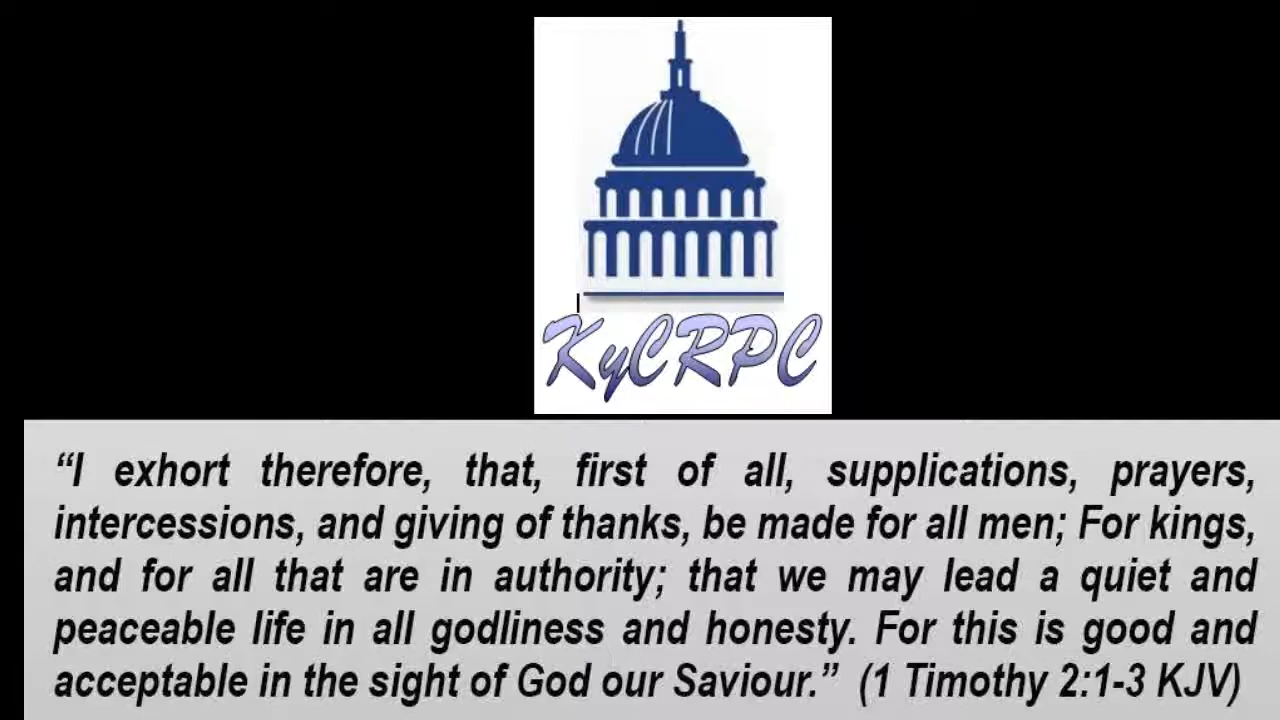 KyCRPC
“I exhort therefore, that, first of all, supplications, prayers,
intercessions, and giving of thanks, be made for all men; For kings,
and for all that are in authority; that we may lead a quiet and
peaceable life in all godliness and honesty. For this is good and
acceptable in the sight of God our Saviour.” (1 Timothy 2:1-3 KJV)